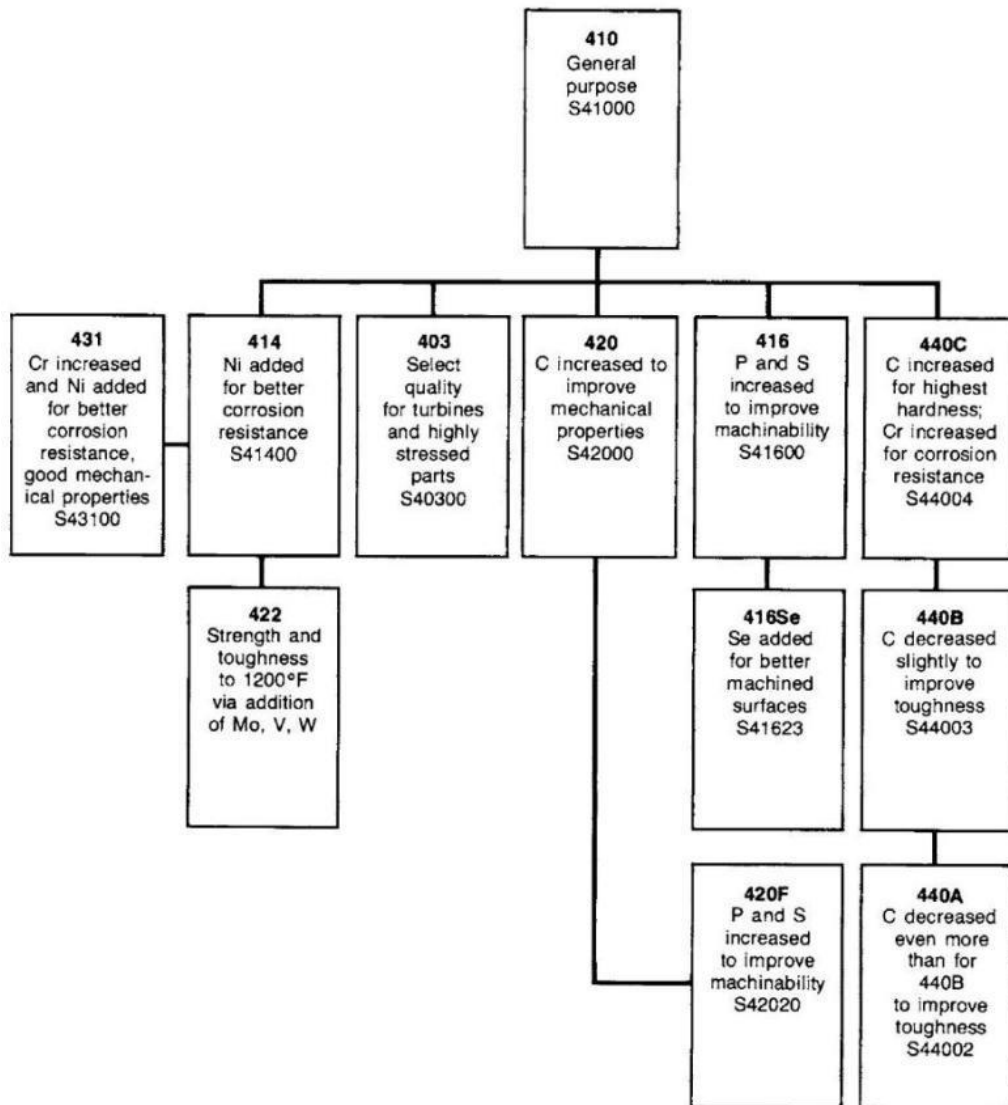 410
General
purpose
S41000
431
Cr increased
and Ni added
for better
corrosion
resistance,
good mechan-
ical properties
S43100
414
Ni added
for better
corrosion
resistance
S41400
403
Select
quality
for turbines
and highly
stressed
parts
S40300
420
C increased to
improve
mechanical
properties
S42000
416
P and S
increased
to improve
machinability
S41600
440C
C increased
for highest
hardness;
Cr increased
for corrosion
resistance
S44004
422
Strength and
toughness
to 1200°F
via addition
of Mo, V, W
416Se
Se added
for better
machined
surfaces
S41623
440B
C decreased
slightly to
improve
toughness
S44003
420F
P and S
increased
to improve
machinability
S42020
440A
C decreased
even more
than for
440B
to improve
toughness
S44002